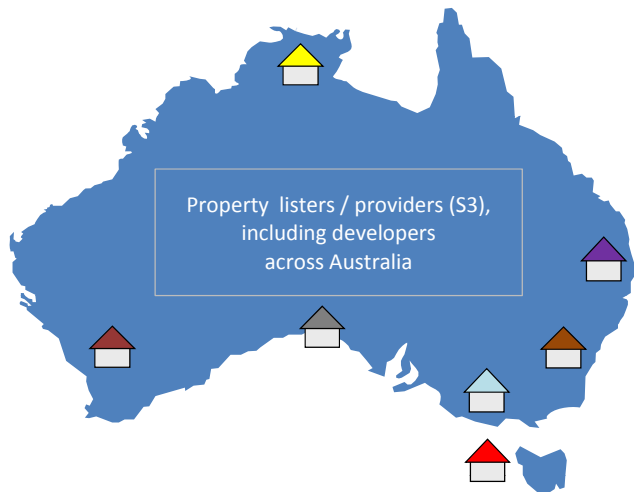 Property listers / providers (S3),
including developers
across Australia